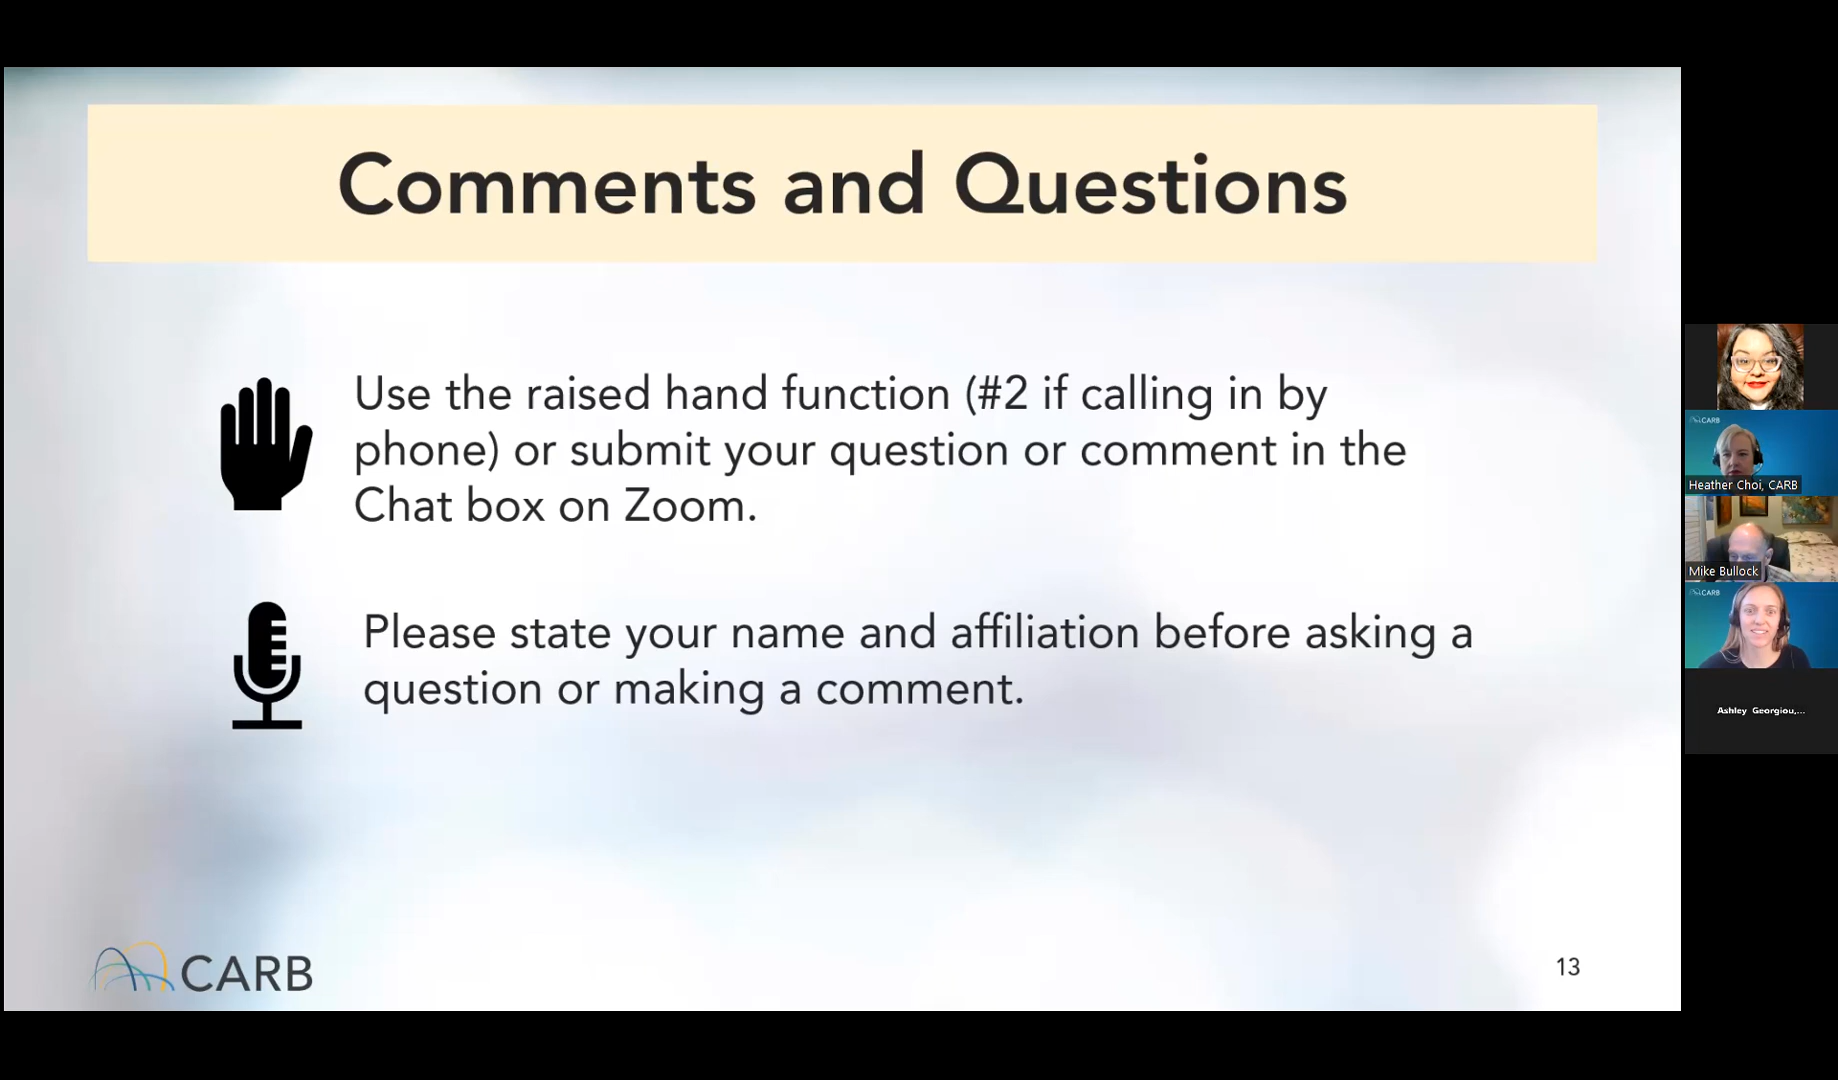 Comments and Questions
Use the raised hand function (#2 if calling in by
phone) or submit your question or comment in the
Chat box on Zoom.
Please state your name and affiliation before asking a
question or making a comment.
CARB
13
CARB
Heather Choi, CARB
Mike Bullock
CARB
Ashley Georgiou,...